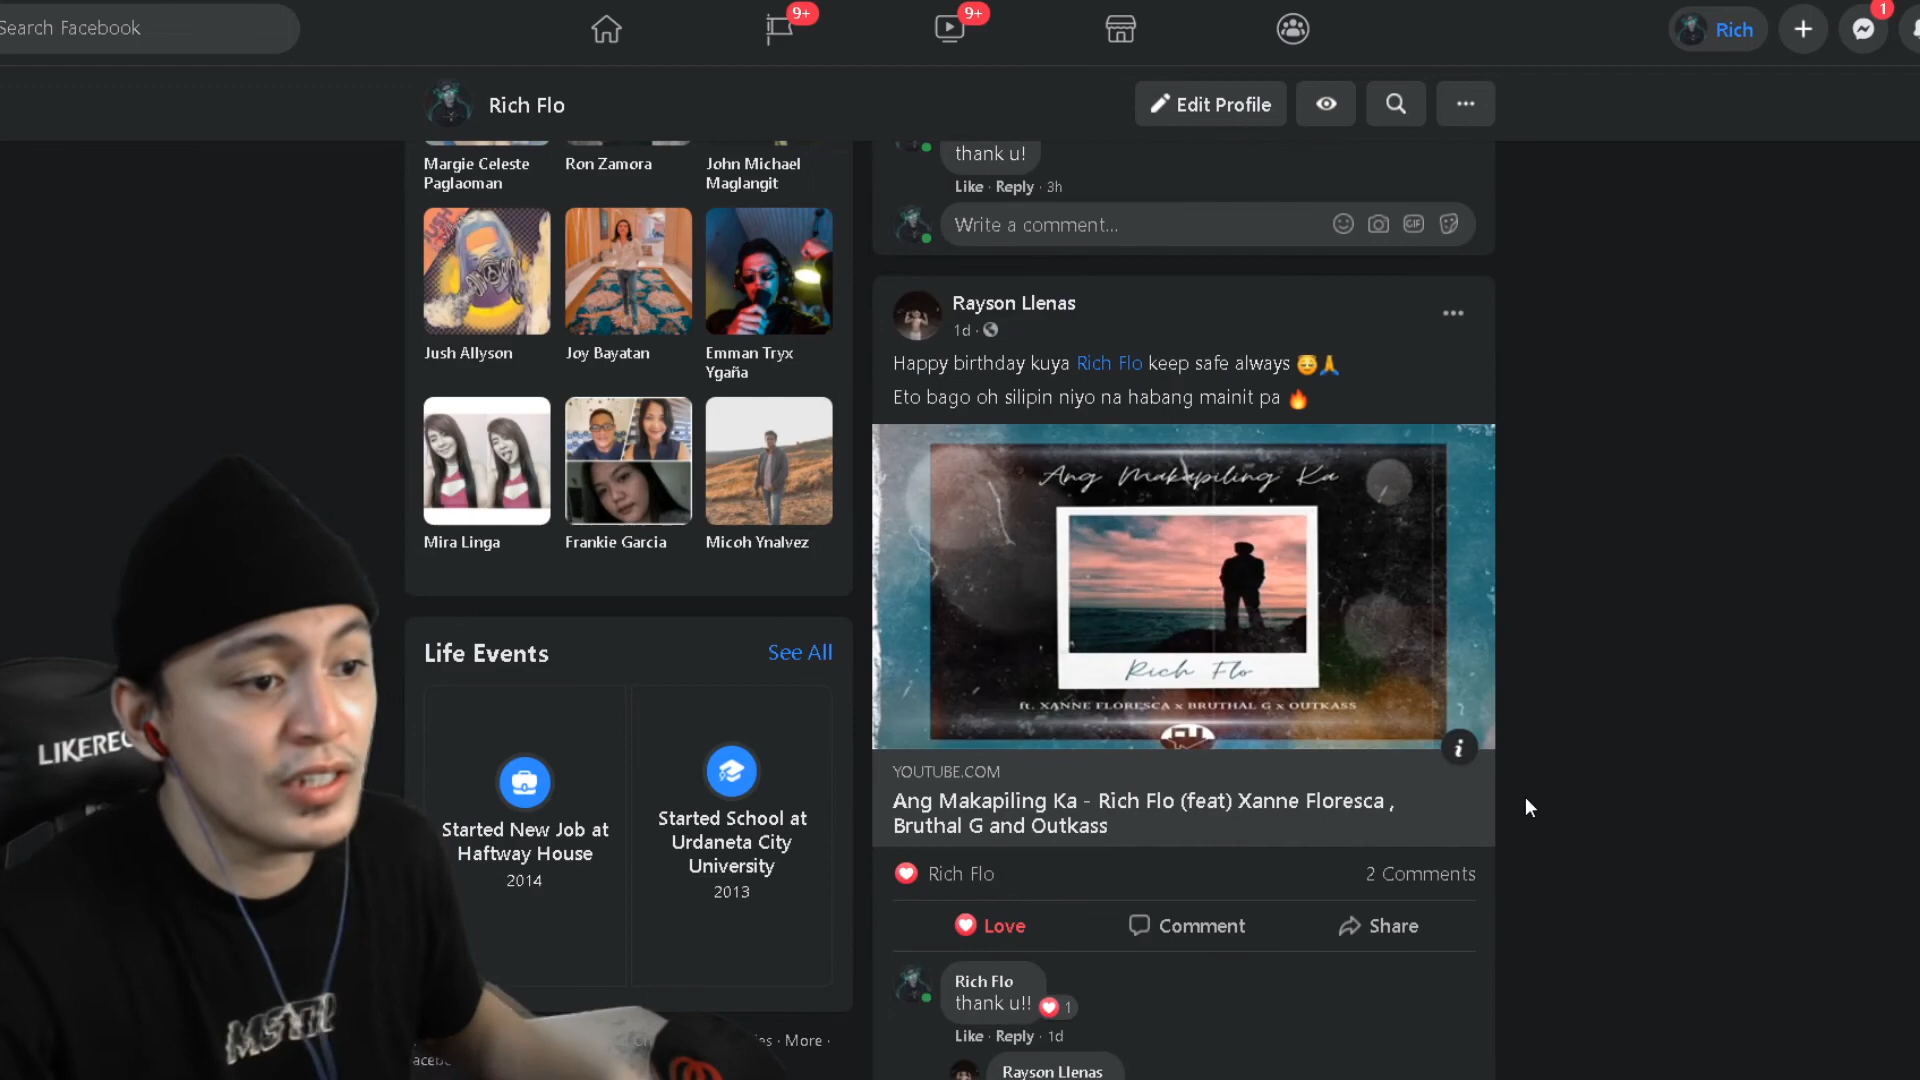 Search Facebook
9+
9+
Rich
1
Rich Flo
Edit Profile
Margie Celeste
Paglaoman
Ron Zamora
John Michael
Maglangit
Jush Allyson
Joy Bayatan
Emman Tryx
Ygaña
Mira Linga
Frankie Garcia
Micoh Ynalvez
Life Events
See All
Started New Job at
Haftway House
2014
Started School at
Urdaneta City
University
2013
More ·
thank u!
Like · Reply · 3h
Write a comment...
GIF
Rayson Llenas
1d ·
Happy birthday kuya Rich Flo keep safe always 😇🙏
Eto bago oh silipin niyo na habang mainit pa 🔥
Ang Makapiling Ka
Rich Flo
ft. XANNE FLORESCA x BRUTHAL G x OUTKASS
YOUTUBE.COM
Ang Makapiling Ka - Rich Flo (feat) Xanne Floresca ,
Bruthal G and Outkass
Rich Flo
2 Comments
Love
Comment
Share
Rich Flo
thank u!!
1
Like · Reply · 1d
Rayson Llenas